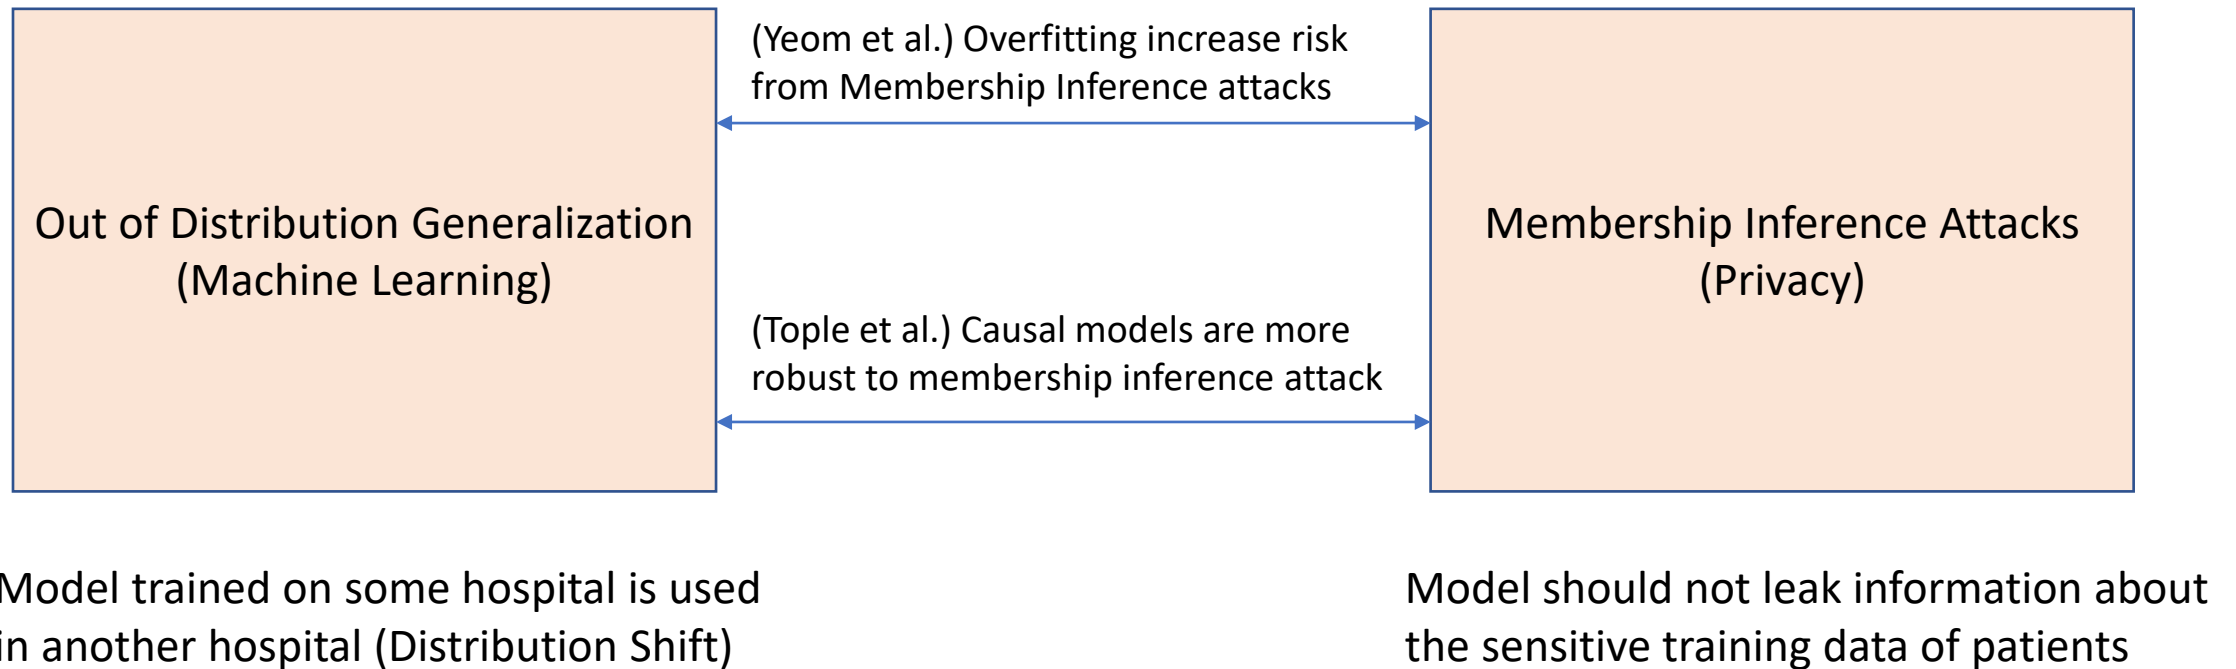 (Yeom et al.) Overfitting increase risk
from Membership Inference attacks
Out of Distribution Generalization
(Machine Learning)
Membership Inference Attacks
(Privacy)
(Tople et al.) Causal models are more
robust to membership inference attack
Model trained on some hospital is used
in another hospital (Distribution Shift)
Model should not leak information about
the sensitive training data of patients